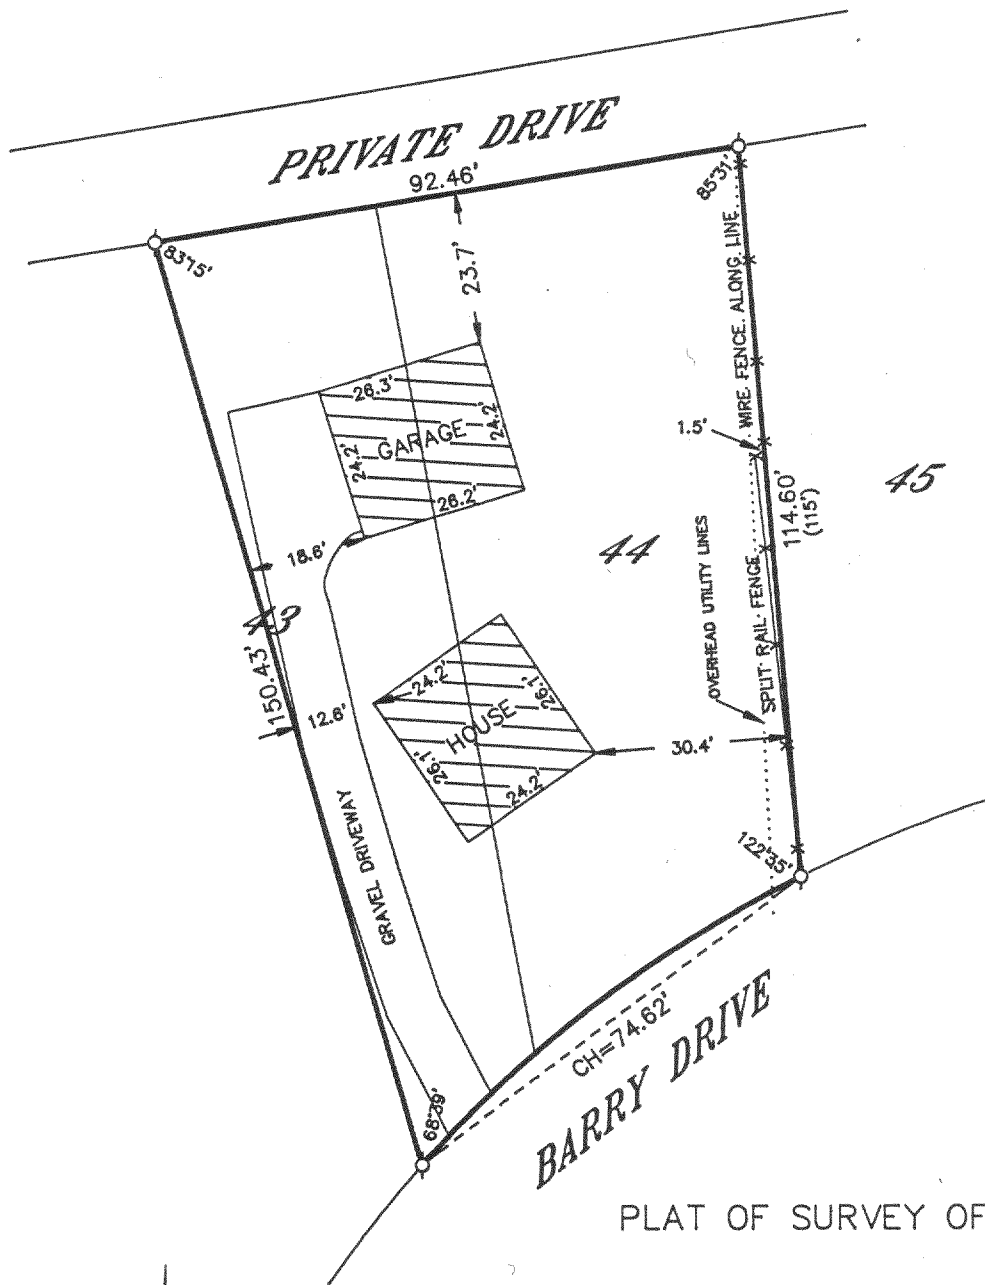 PRIVATE DRIVE
92.46'
85°31'
83°15'
23.7'
WIRE FENCE ALONG LINE
26.3'
24.2'
GARAGE
24.2'
26.2'
1.5'
45
114.60'
(115')
44
OVERHEAD UTILITY LINES
SPLIT RAIL FENCE
18.6'
43
150.43'
12.6'
24.2'
26.1'
HOUSE
26.1'
24.2'
30.4'
GRAVEL DRIVEWAY
122°35'
CH=74.62'
68°39'
BARRY DRIVE
PLAT OF SURVEY OF